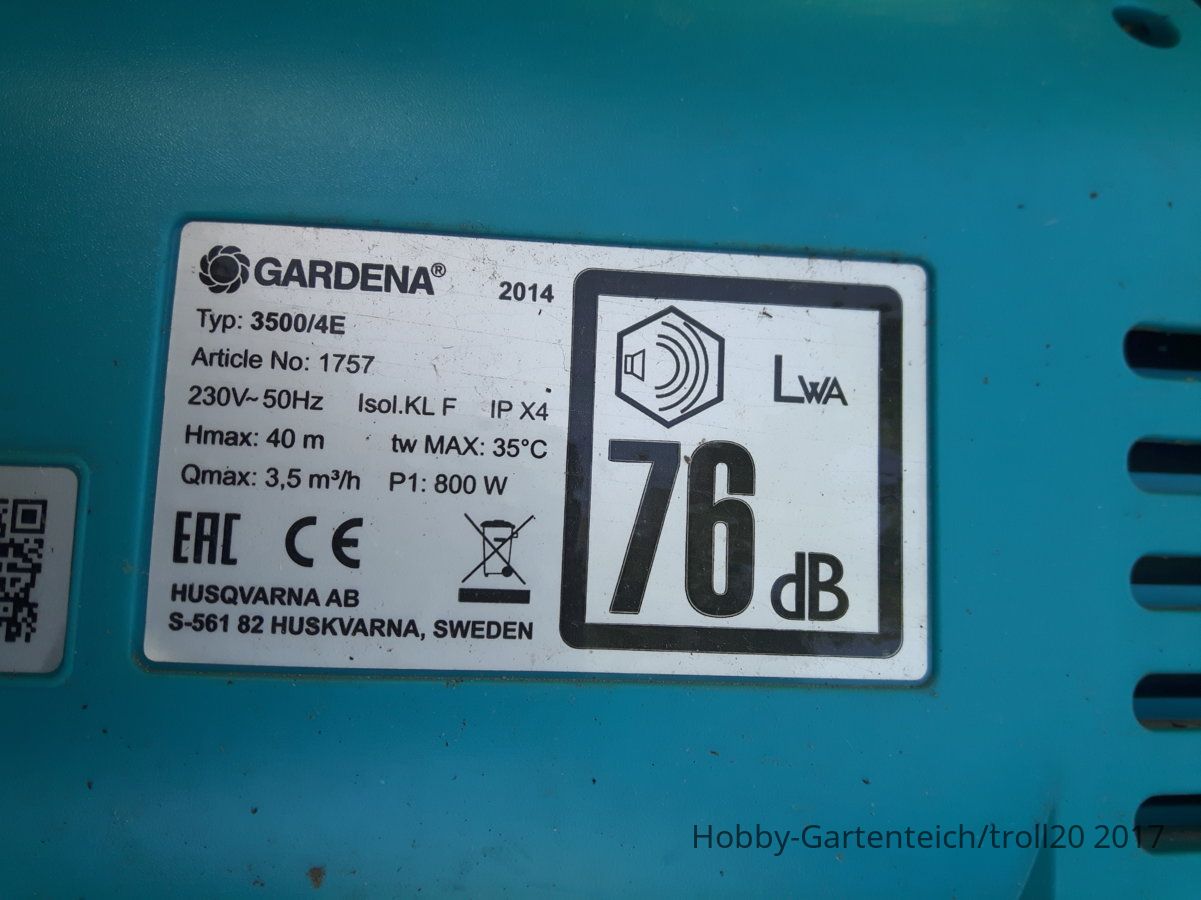 GARDENA®
2014
Typ: 3500/4E
Article No: 1757
230V~ 50Hz Isol.KL F IP X4
Hmax: 40 m tw MAX: 35°C
Qmax: 3,5 m³/h P1: 800 W
EAC CE
HUSQVARNA AB
S-561 82 HUSKVARNA, SWEDEN
LWA
76
dB
Hobby-Gartenteich/troll20 2017